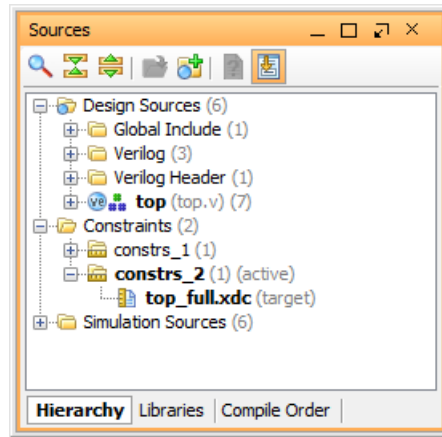 Sources
Design Sources (6)
Global Include (1)
Verilog (3)
Verilog Header (1)
ve top (top.v) (7)
Constraints (2)
constrs_1 (1)
constrs_2 (1) (active)
top_full.xdc (target)
Simulation Sources (6)
Hierarchy Libraries Compile Order